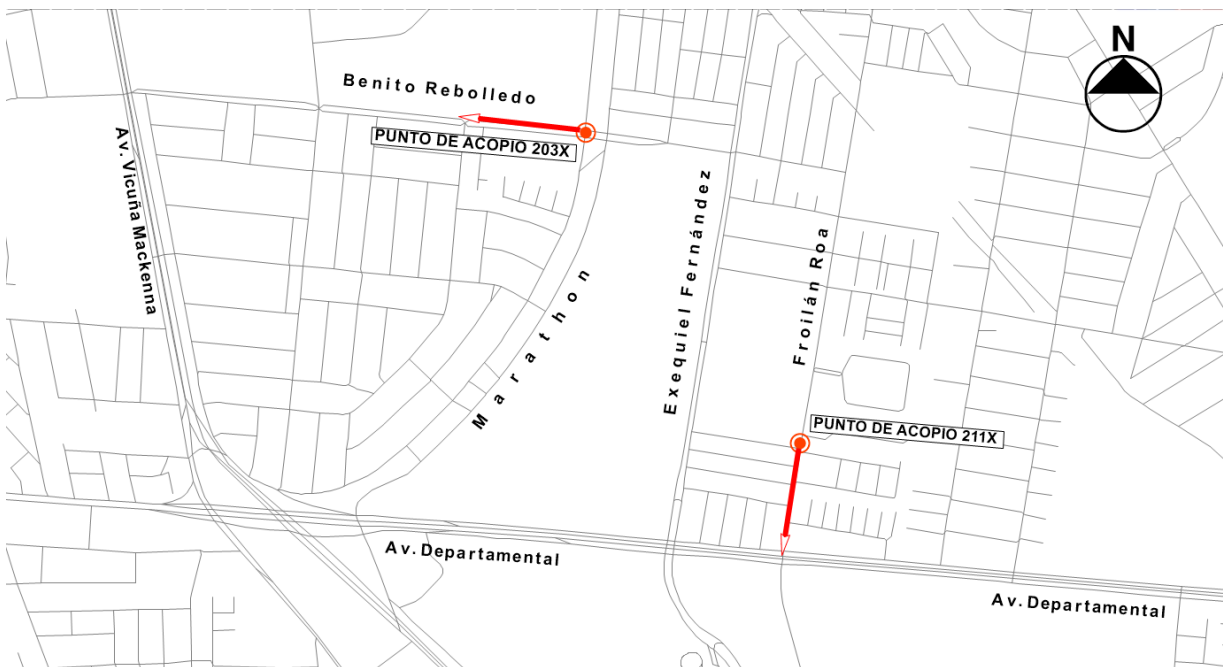 N
Benito Rebolledo
PUNTO DE ACOPIO 203X
Av. Vicuña Mackenna
Marathon
Exequiel Fernández
Froilán Roa
PUNTO DE ACOPIO 211X
Av. Departamental
Av. Departamental